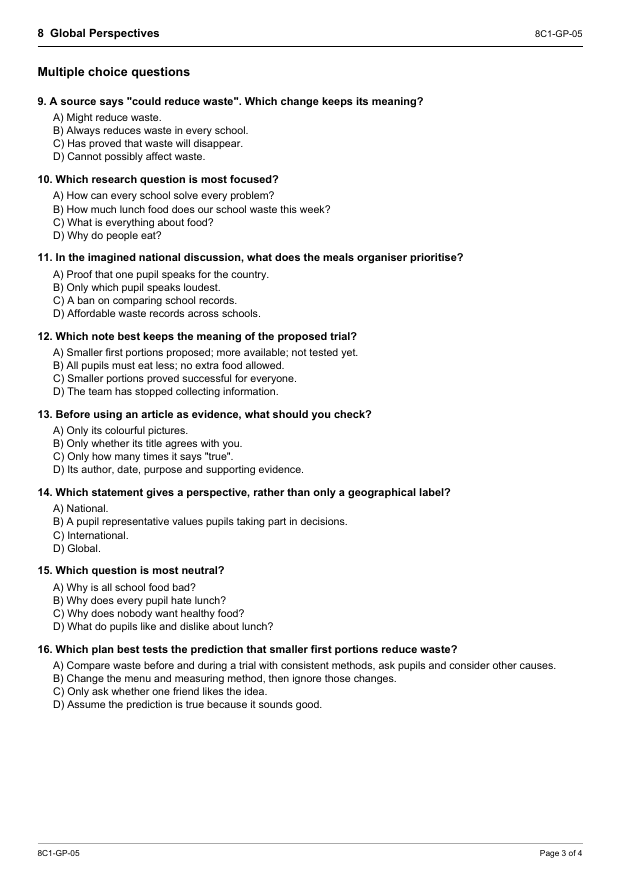 8 Global Perspectives
8C1-GP-05
Multiple choice questions
9. A source says "could reduce waste". Which change keeps its meaning?
A) Might reduce waste.
B) Always reduces waste in every school.
C) Has proved that waste will disappear.
D) Cannot possibly affect waste.
10. Which research question is most focused?
A) How can every school solve every problem?
B) How much lunch food does our school waste this week?
C) What is everything about food?
D) Why do people eat?
11. In the imagined national discussion, what does the meals organiser prioritise?
A) Proof that one pupil speaks for the country.
B) Only which pupil speaks loudest.
C) A ban on comparing school records.
D) Affordable waste records across schools.
12. Which note best keeps the meaning of the proposed trial?
A) Smaller first portions proposed; more available; not tested yet.
B) All pupils must eat less; no extra food allowed.
C) Smaller portions proved successful for everyone.
D) The team has stopped collecting information.
13. Before using an article as evidence, what should you check?
A) Only its colourful pictures.
B) Only whether its title agrees with you.
C) Only how many times it says "true".
D) Its author, date, purpose and supporting evidence.
14. Which statement gives a perspective, rather than only a geographical label?
A) National.
B) A pupil representative values pupils taking part in decisions.
C) International.
D) Global.
15. Which question is most neutral?
A) Why is all school food bad?
B) Why does every pupil hate lunch?
C) Why does nobody want healthy food?
D) What do pupils like and dislike about lunch?
16. Which plan best tests the prediction that smaller first portions reduce waste?
A) Compare waste before and during a trial with consistent methods, ask pupils and consider other causes.
B) Change the menu and measuring method, then ignore those changes.
C) Only ask whether one friend likes the idea.
D) Assume the prediction is true because it sounds good.
8C1-GP-05
Page 3 of 4